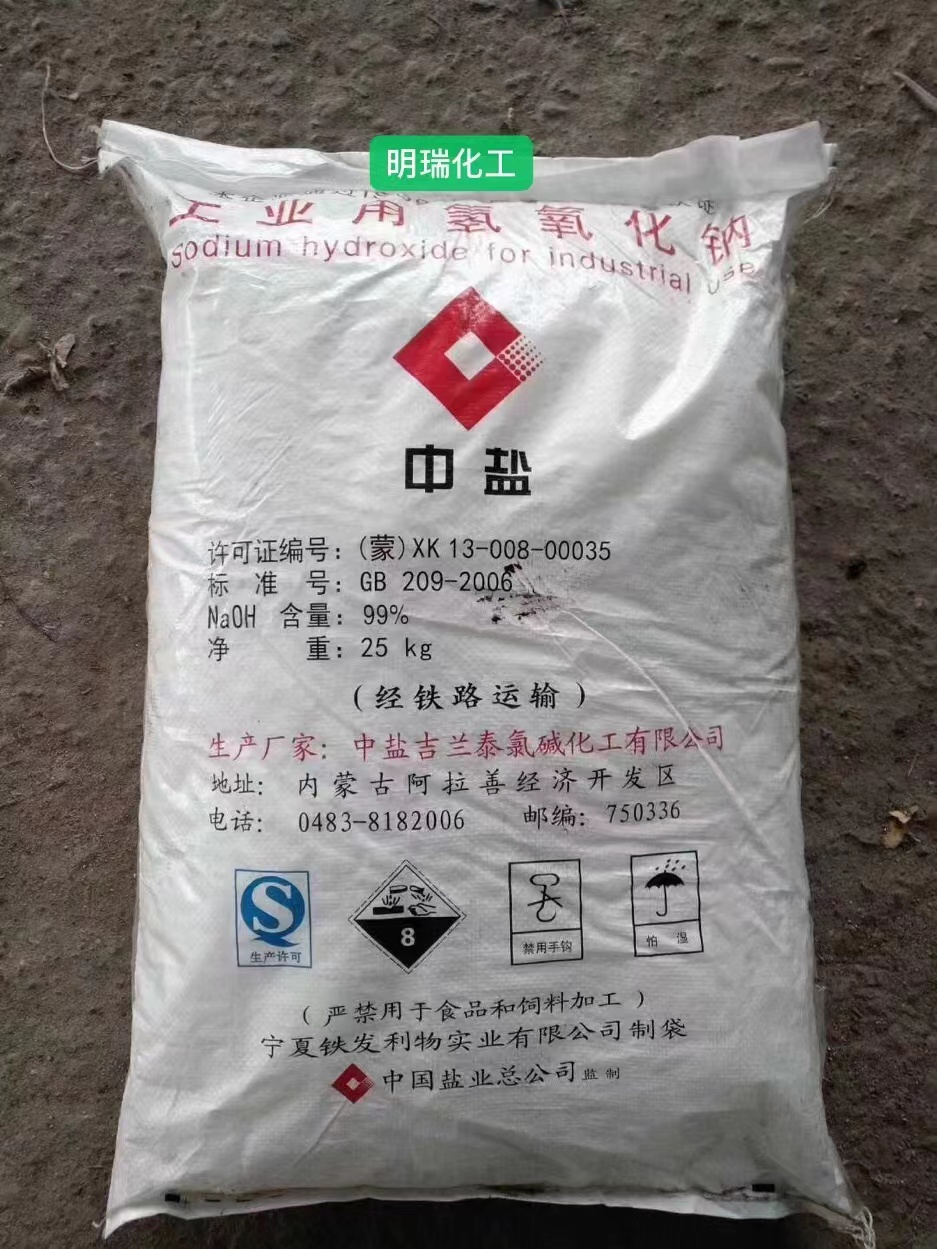 明瑞化工
工业用氢氧化钠
Sodium hydroxide for industrial use
中盐
许可证编号：(蒙)XK 13-008-00035
标准号：GB 209-2006
NaOH 含量：99%
净重：25 kg
（经铁路运输）
生产厂家：中盐吉兰泰氯碱化工有限公司
地址：内蒙古阿拉善经济开发区
电话：0483-8182006 邮编：750336
S
生产许可
8
禁用手钩
怕湿
（严禁用于食品和饲料加工）
宁夏铁发利物实业有限公司制袋
中国盐业总公司监制